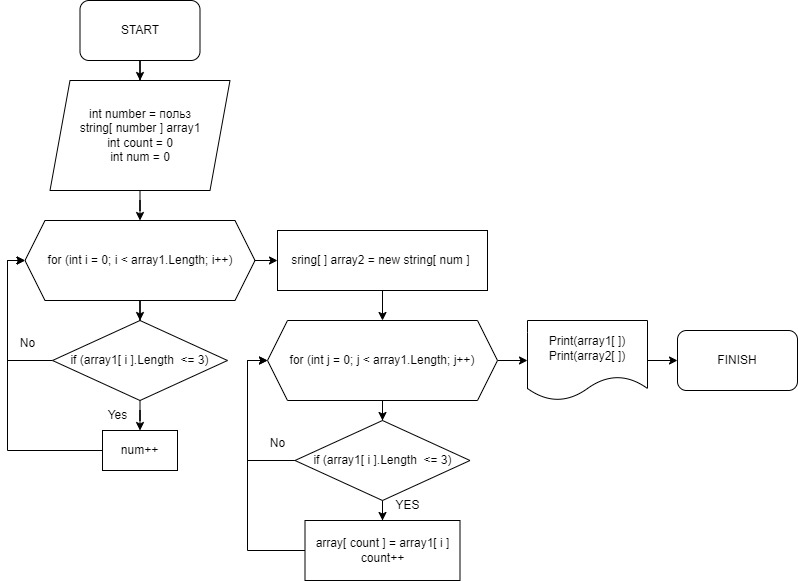 START
int number = польз
string[ number ] array1
int count = 0
int num = 0
for (int i = 0; i < array1.Length; i++)
sring[ ] array2 = new string[ num ]
No
if (array1[ i ].Length  <= 3)
Yes
num++
for (int j = 0; j < array1.Length; j++)
Print(array1[ ])
Print(array2[ ])
FINISH
No
if (array1[ i ].Length  <= 3)
YES
array[ count ] = array1[ i ]
count++